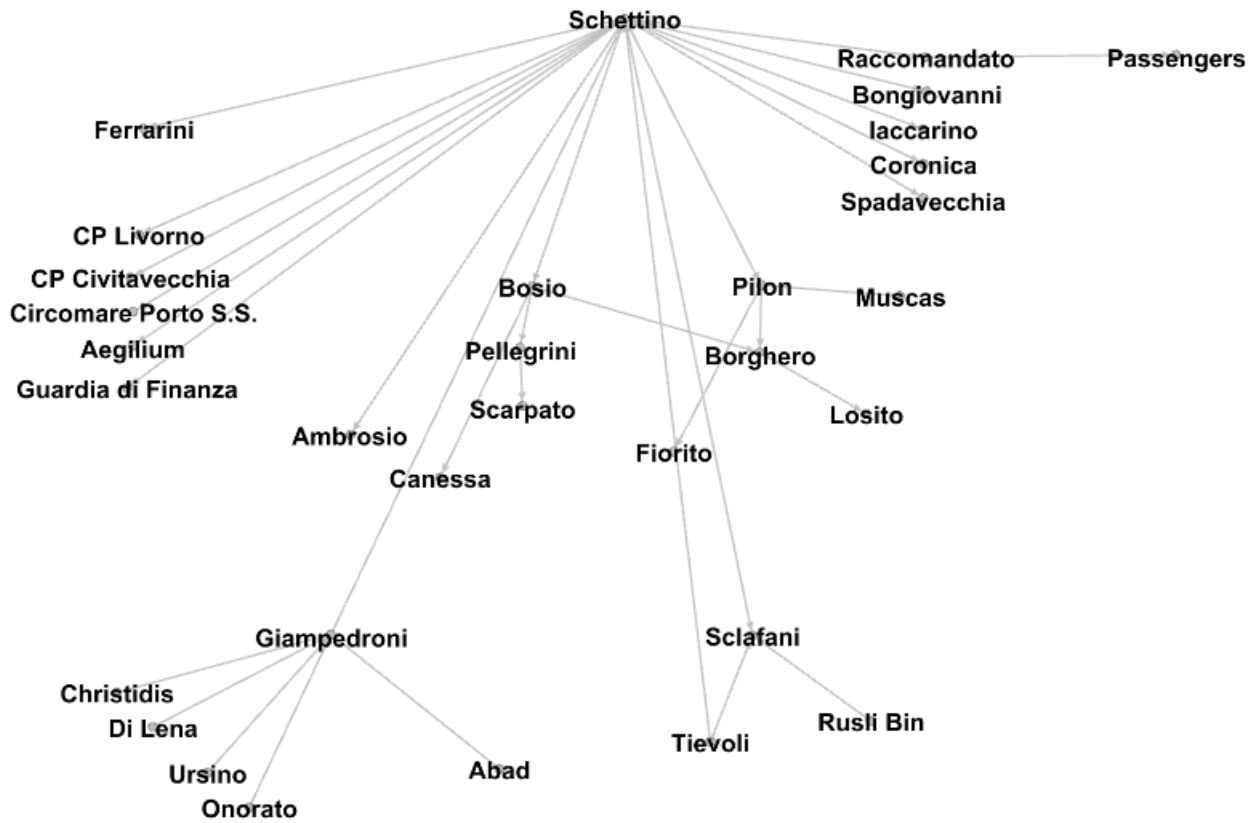 Schettino
Raccomandato
Passengers
Bongiovanni
Iaccarino
Coronica
Spadavecchia
Ferrarini
CP Livorno
CP Civitavecchia
Circomare Porto S.S.
Aegilium
Guardia di Finanza
Bosio
Pilon
Muscas
Pellegrini
Borghero
Scarpato
Losito
Ambrosio
Fiorito
Canessa
Giampedroni
Sclafani
Christidis
Di Lena
Rusli Bin
Tievoli
Ursino
Abad
Onorato